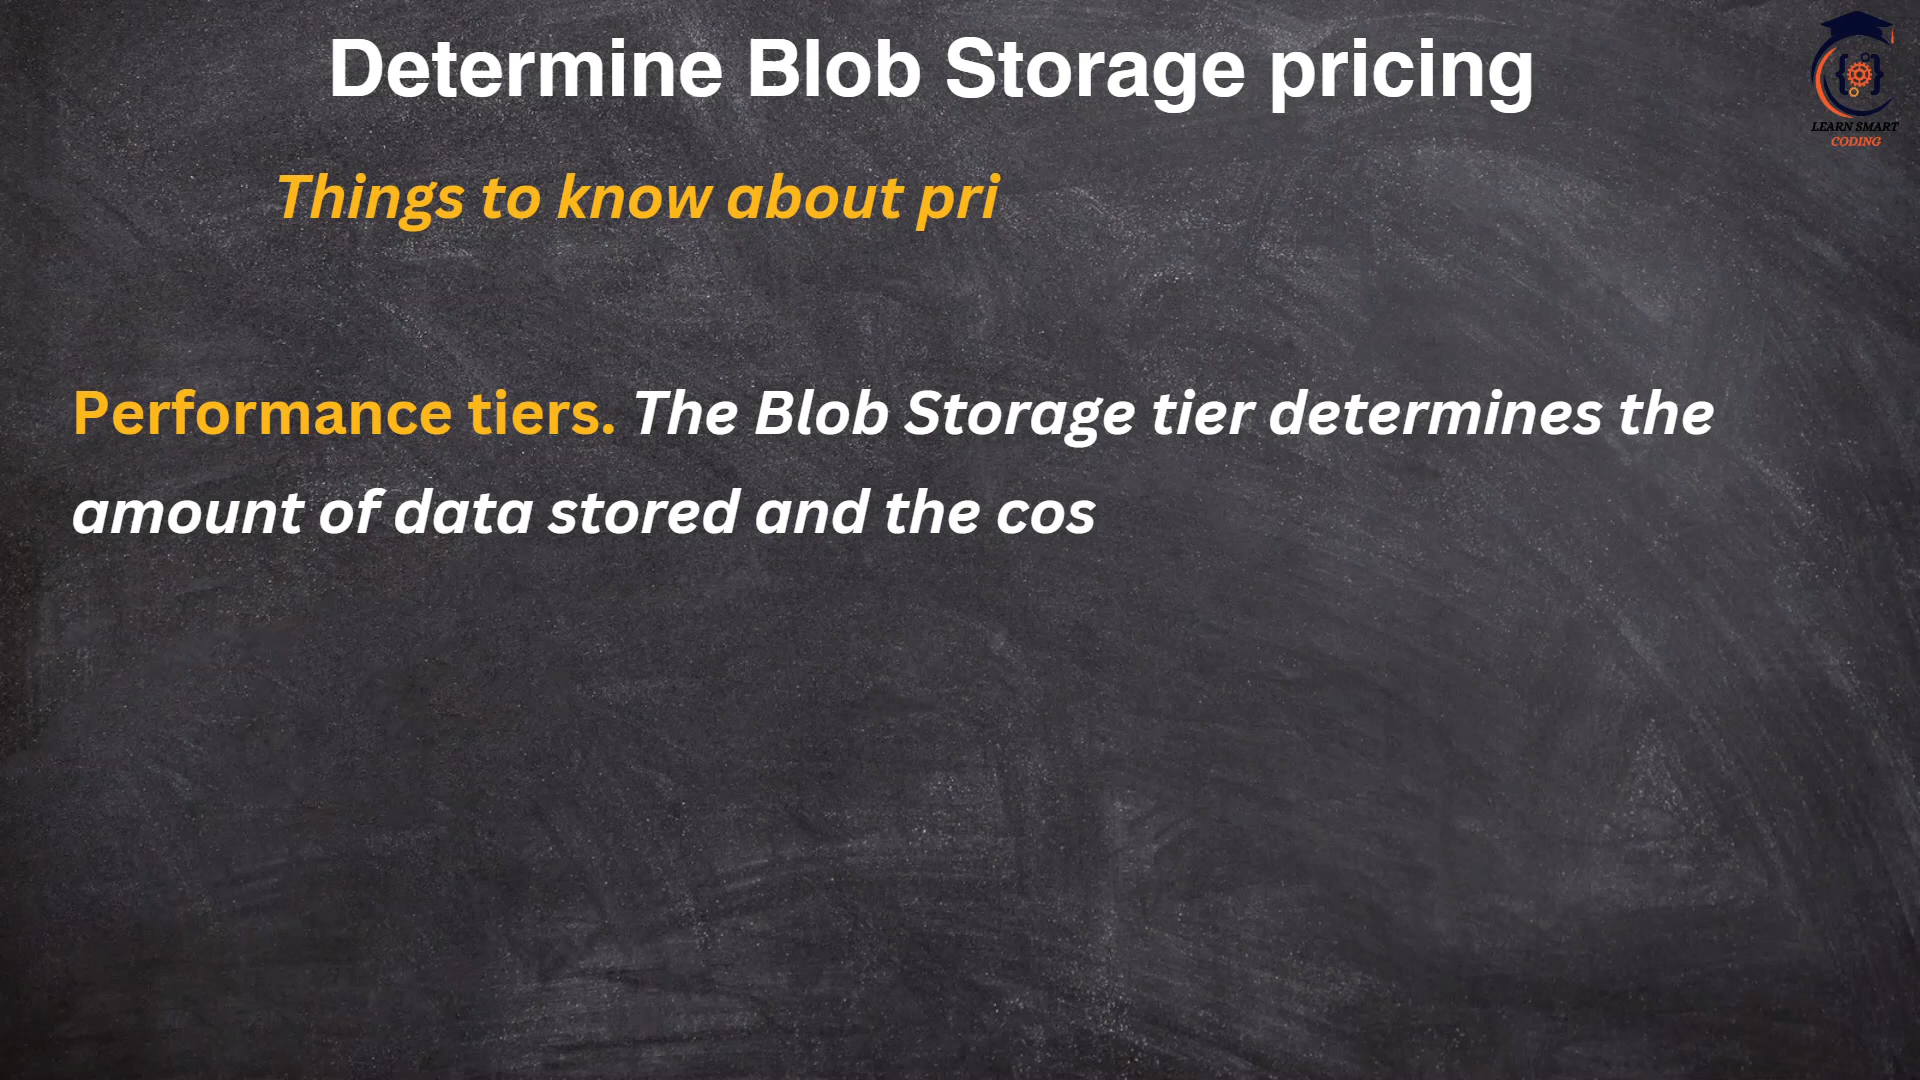 Determine Blob Storage pricing
LEARN SMART
CODING
Things to know about pri
Performance tiers. The Blob Storage tier determines the
amount of data stored and the cos